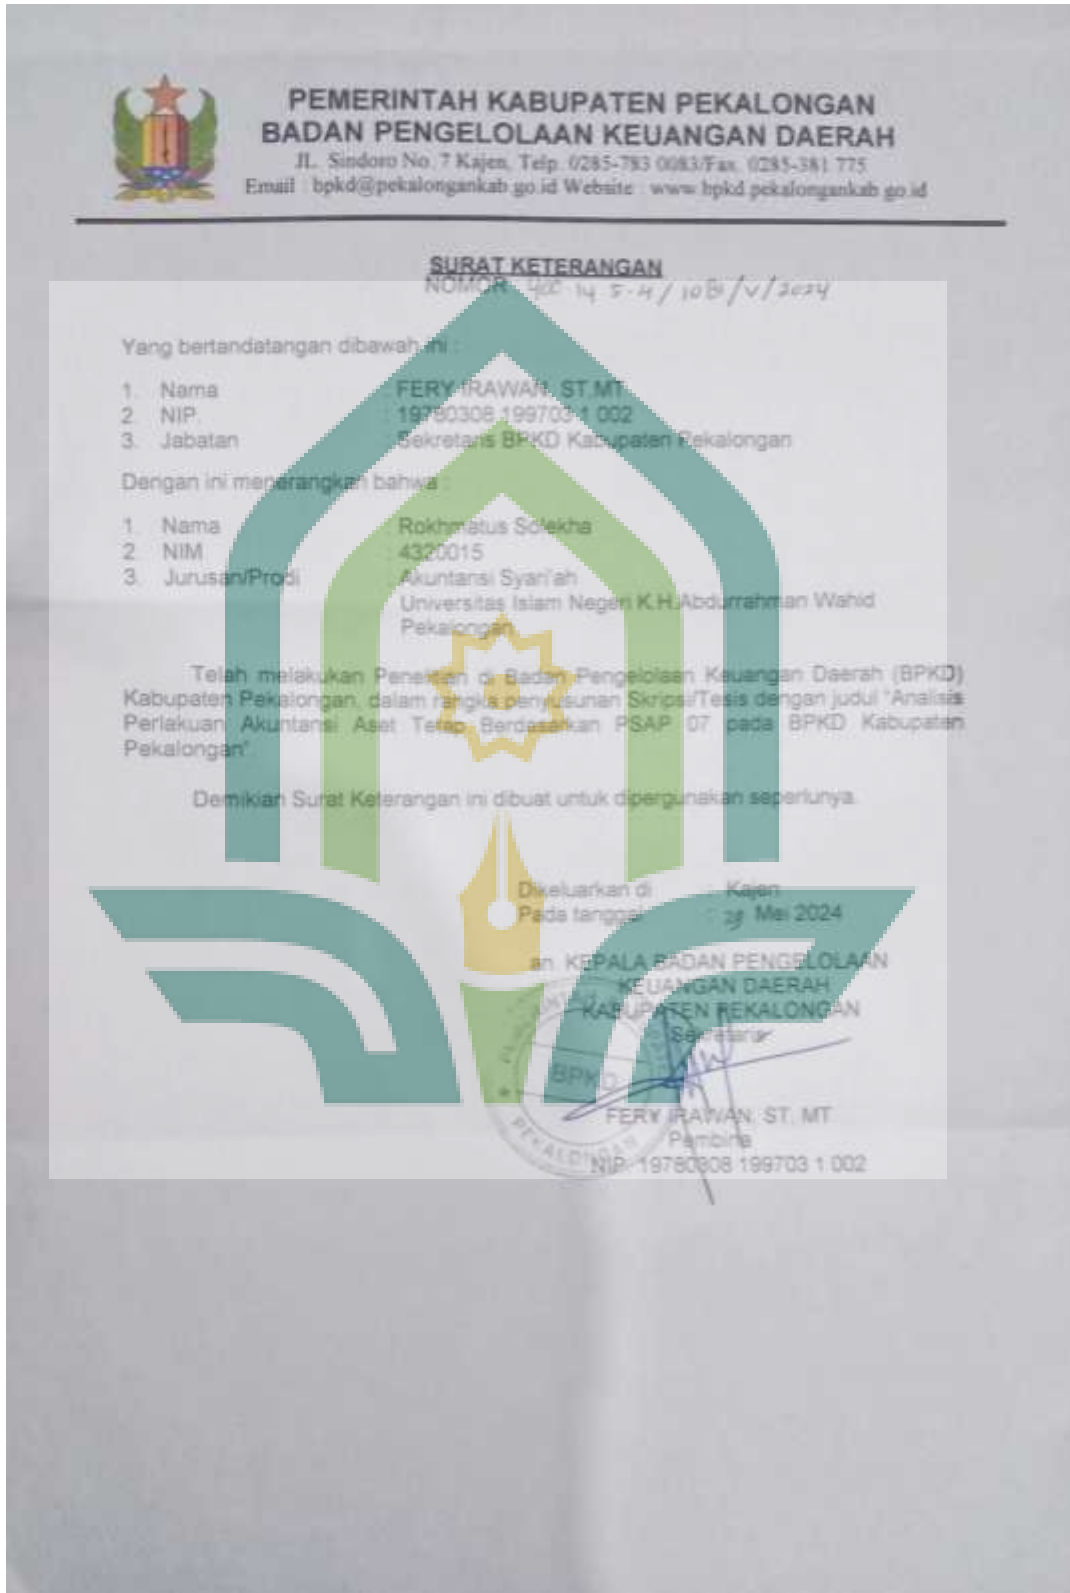 PEMERINTAH KABUPATEN PEKALONGAN
BADAN PENGELOLAAN KEUANGAN DAERAH
JL. Sindoro No. 7 Kajen, Telp. 0285-783 0083/Fax. 0285-381 775
Email : bpkd@pekalongankab.go.id Website : www.bpkd.pekalongankab.go.id
SURAT KETERANGAN
NOMOR 400 14 5.4/ /V/2024
Yang bertandatangan dibawah ini :
1. Nama : FERY IRAWAN, ST.MT
2. NIP. : 19780308 199703 1 002
3. Jabatan : Sekretaris BPKD Kabupaten Pekalongan
Dengan ini menerangkan bahwa :
1. Nama : Rokhmatus Solekha
2. NIM : 4320015
3. Jurusan/Prodi : Akuntansi Syari'ah
Universitas Islam Negeri K.H.Abdurrahman Wahid
Pekalongan
Telah melakukan Penelitian di Badan Pengelolaan Keuangan Daerah (BPKD)
Kabupaten Pekalongan, dalam rangka penyusunan Skripsi/Tesis dengan judul "Analisis
Perlakuan Akuntansi Aset Tetap Berdasarkan PSAP 07 pada BPKD Kabupaten
Pekalongan".
Demikian Surat Keterangan ini dibuat untuk dipergunakan seperlunya.
Dikeluarkan di : Kajen
Pada tanggal : Mei 2024
an. KEPALA BADAN PENGELOLAAN
KEUANGAN DAERAH
KABUPATEN PEKALONGAN
Sekretaris
BPKD
PEKALONGAN
FERY IRAWAN, ST. MT
Pembina
NIP. 19780308 199703 1 002